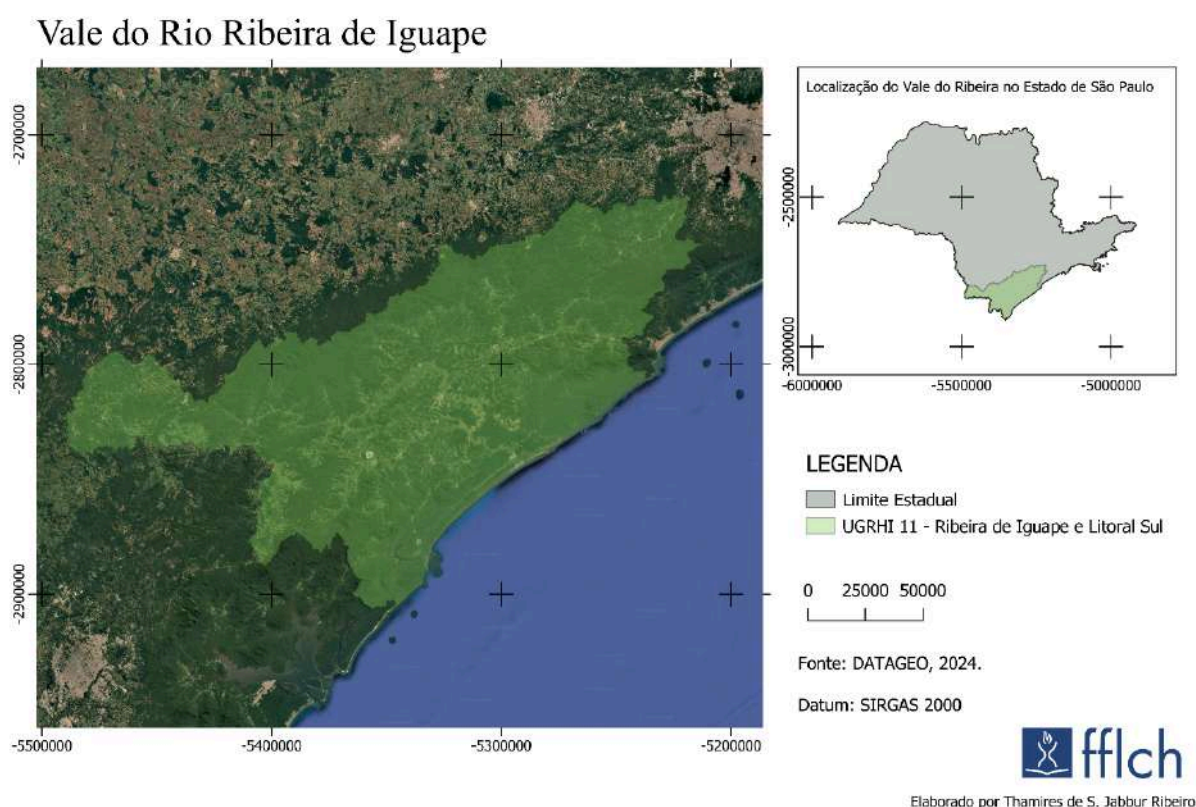 Vale do Rio Ribeira de Iguape
-2700000
-2800000
-2900000
-5500000
-5400000
-5300000
-5200000
Localização do Vale do Ribeira no Estado de São Paulo
-2500000
-3000000
-6000000
-5500000
-5000000
LEGENDA
Limite Estadual
UGRHI 11 - Ribeira de Iguape e Litoral Sul
0 25000 50000
Fonte: DATAGEO, 2024.
Datum: SIRGAS 2000
fflch
Elaborado por Thamires de S. Jabbur Ribeiro